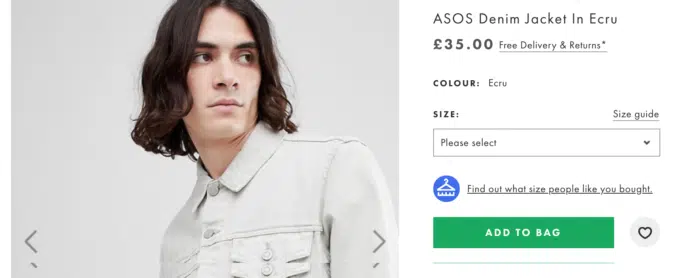 ASOS Denim Jacket In Ecru
£35.00 Free Delivery & Returns*
COLOUR: Ecru
SIZE: Size guide
Please select
Find out what size people like you bought.
ADD TO BAG